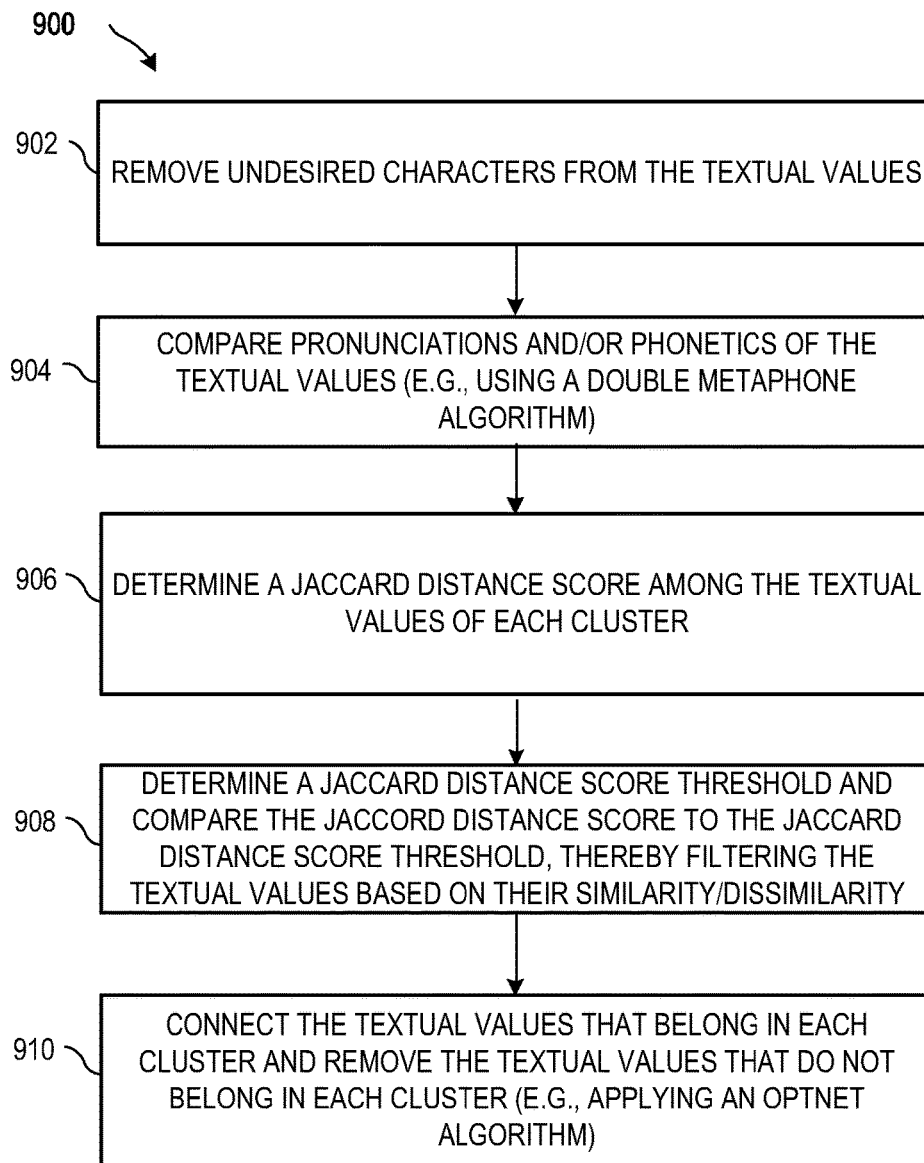 900
902
REMOVE UNDESIRED CHARACTERS FROM THE TEXTUAL VALUES
904
COMPARE PRONUNCIATIONS AND/OR PHONETICS OF THE
TEXTUAL VALUES (E.G., USING A DOUBLE METAPHONE
ALGORITHM)
906
DETERMINE A JACCARD DISTANCE SCORE AMONG THE TEXTUAL
VALUES OF EACH CLUSTER
908
DETERMINE A JACCARD DISTANCE SCORE THRESHOLD AND
COMPARE THE JACCORD DISTANCE SCORE TO THE JACCARD
DISTANCE SCORE THRESHOLD, THEREBY FILTERING THE
TEXTUAL VALUES BASED ON THEIR SIMILARITY/DISSIMILARITY
910
CONNECT THE TEXTUAL VALUES THAT BELONG IN EACH
CLUSTER AND REMOVE THE TEXTUAL VALUES THAT DO NOT
BELONG IN EACH CLUSTER (E.G., APPLYING AN OPTNET
ALGORITHM)